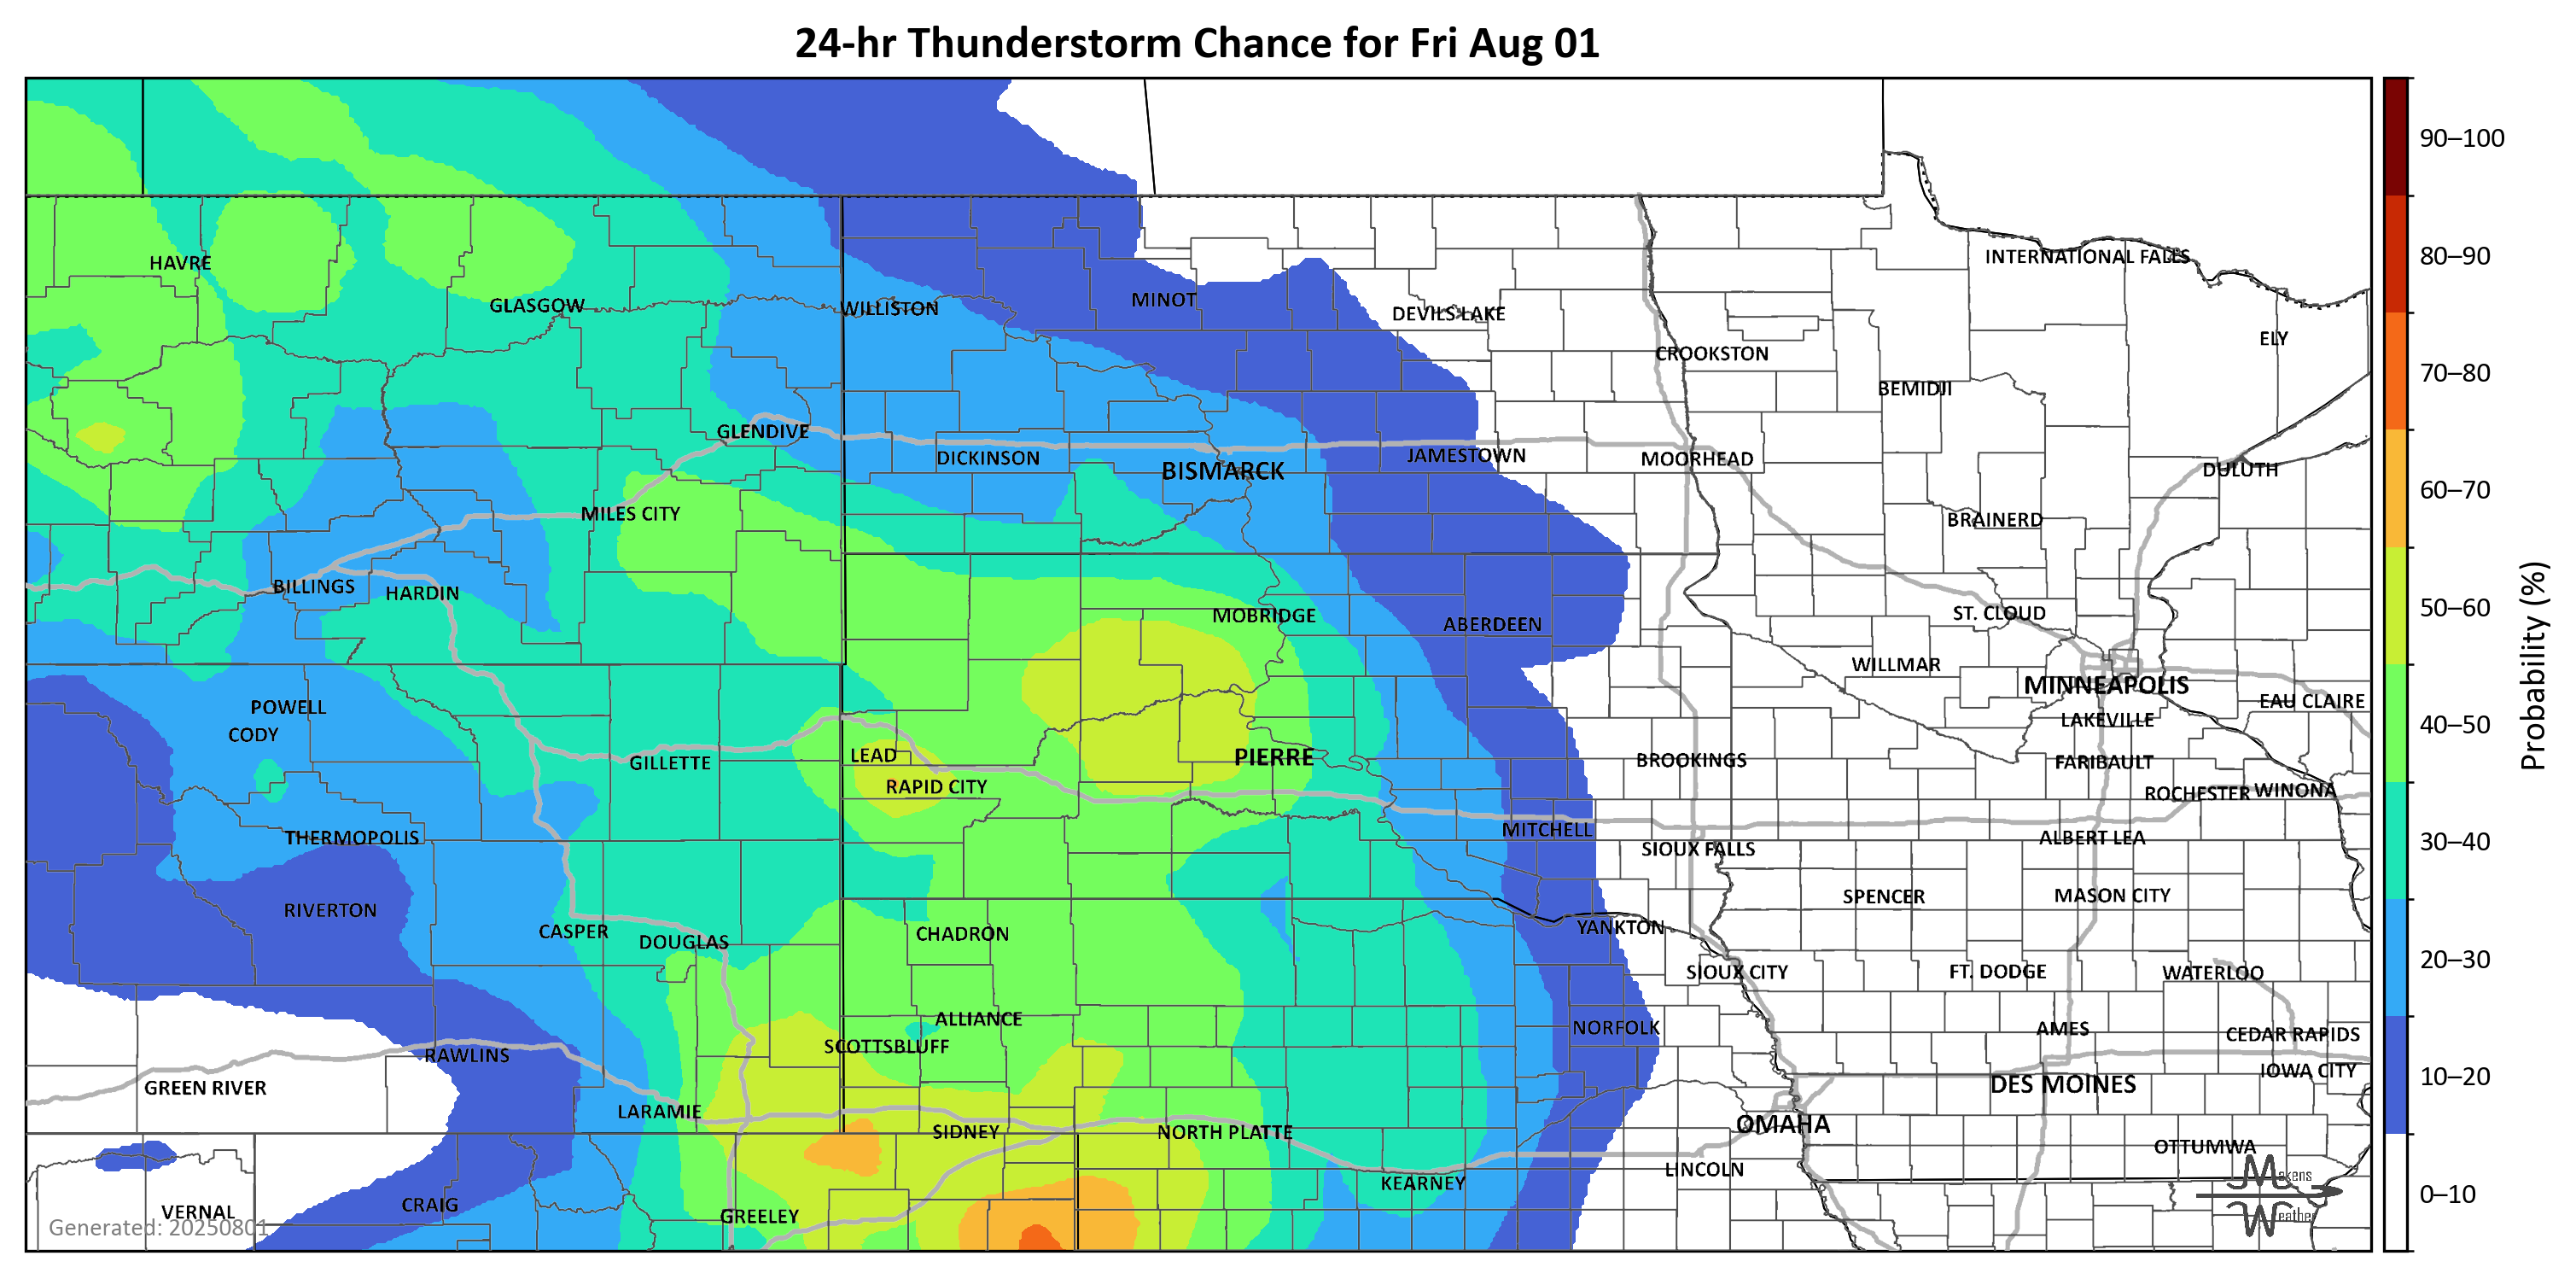 24-hr Thunderstorm Chance for Fri Aug 01
90–100
80–90
70–80
60–70
50–60
40–50
30–40
20–30
10–20
0–10
Probability (%)
INTERNATIONAL FALLS
HAVRE
GLASGOW
WILLISTON
MINOT
DEVILS LAKE
ELY
CROOKSTON
BEMIDJI
GLENDIVE
DICKINSON
BISMARCK
JAMESTOWN
MOORHEAD
DULUTH
MILES CITY
BRAINERD
BILLINGS
HARDIN
MOBRIDGE
ABERDEEN
ST. CLOUD
WILLMAR
MINNEAPOLIS
EAU CLAIRE
POWELL
LAKEVILLE
CODY
GILLETTE
LEAD
PIERRE
BROOKINGS
FARIBAULT
RAPID CITY
ROCHESTER
WINONA
THERMOPOLIS
MITCHELL
ALBERT LEA
SIOUX FALLS
RIVERTON
SPENCER
MASON CITY
CASPER
DOUGLAS
CHADRON
YANKTON
SIOUX CITY
FT. DODGE
WATERLOO
ALLIANCE
NORFOLK
AMES
CEDAR RAPIDS
SCOTTSBLUFF
RAWLINS
IOWA CITY
GREEN RIVER
DES MOINES
LARAMIE
OMAHA
SIDNEY
NORTH PLATTE
OTTUMWA
LINCOLN
KEARNEY
CRAIG
VERNAL
GREELEY
Generated: 20250801
Makens
Weather